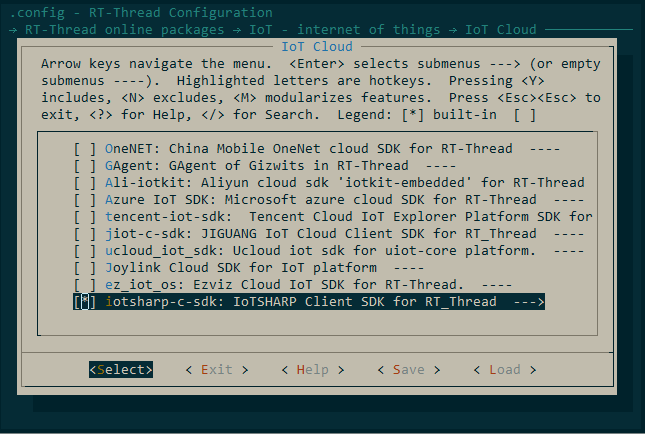 .config - RT-Thread Configuration
→ RT-Thread online packages → IoT - internet of things → IoT Cloud
IoT Cloud
Arrow keys navigate the menu.  <Enter> selects submenus ---> (or empty
submenus ----).  Highlighted letters are hotkeys.  Pressing <Y>
includes, <N> excludes, <M> modularizes features.  Press <Esc><Esc> to
exit, <?> for Help, </> for Search.  Legend: [*] built-in  [ ]
[ ] OneNET: China Mobile OneNet cloud SDK for RT-Thread  ----
[ ] GAgent: GAgent of Gizwits in RT-Thread  ----
[ ] Ali-iotkit: Aliyun cloud sdk 'iotkit-embedded' for RT-Thread
[ ] Azure IoT SDK: Microsoft azure cloud SDK for RT-Thread  ----
[ ] tencent-iot-sdk:  Tencent Cloud IoT Explorer Platform SDK for
[ ] jiot-c-sdk: JIGUANG IoT Cloud Client SDK for RT_Thread  ----
[ ] ucloud_iot_sdk: Ucloud iot sdk for uiot-core platform.  ----
[ ] Joylink Cloud SDK for IoT platform  ----
[ ] ez_iot_os: Ezviz Cloud IoT SDK for RT-Thread.  ----
[*] iotsharp-c-sdk: IoTSHARP Client SDK for RT_Thread  --->
<Select>    < Exit >    < Help >    < Save >    < Load >